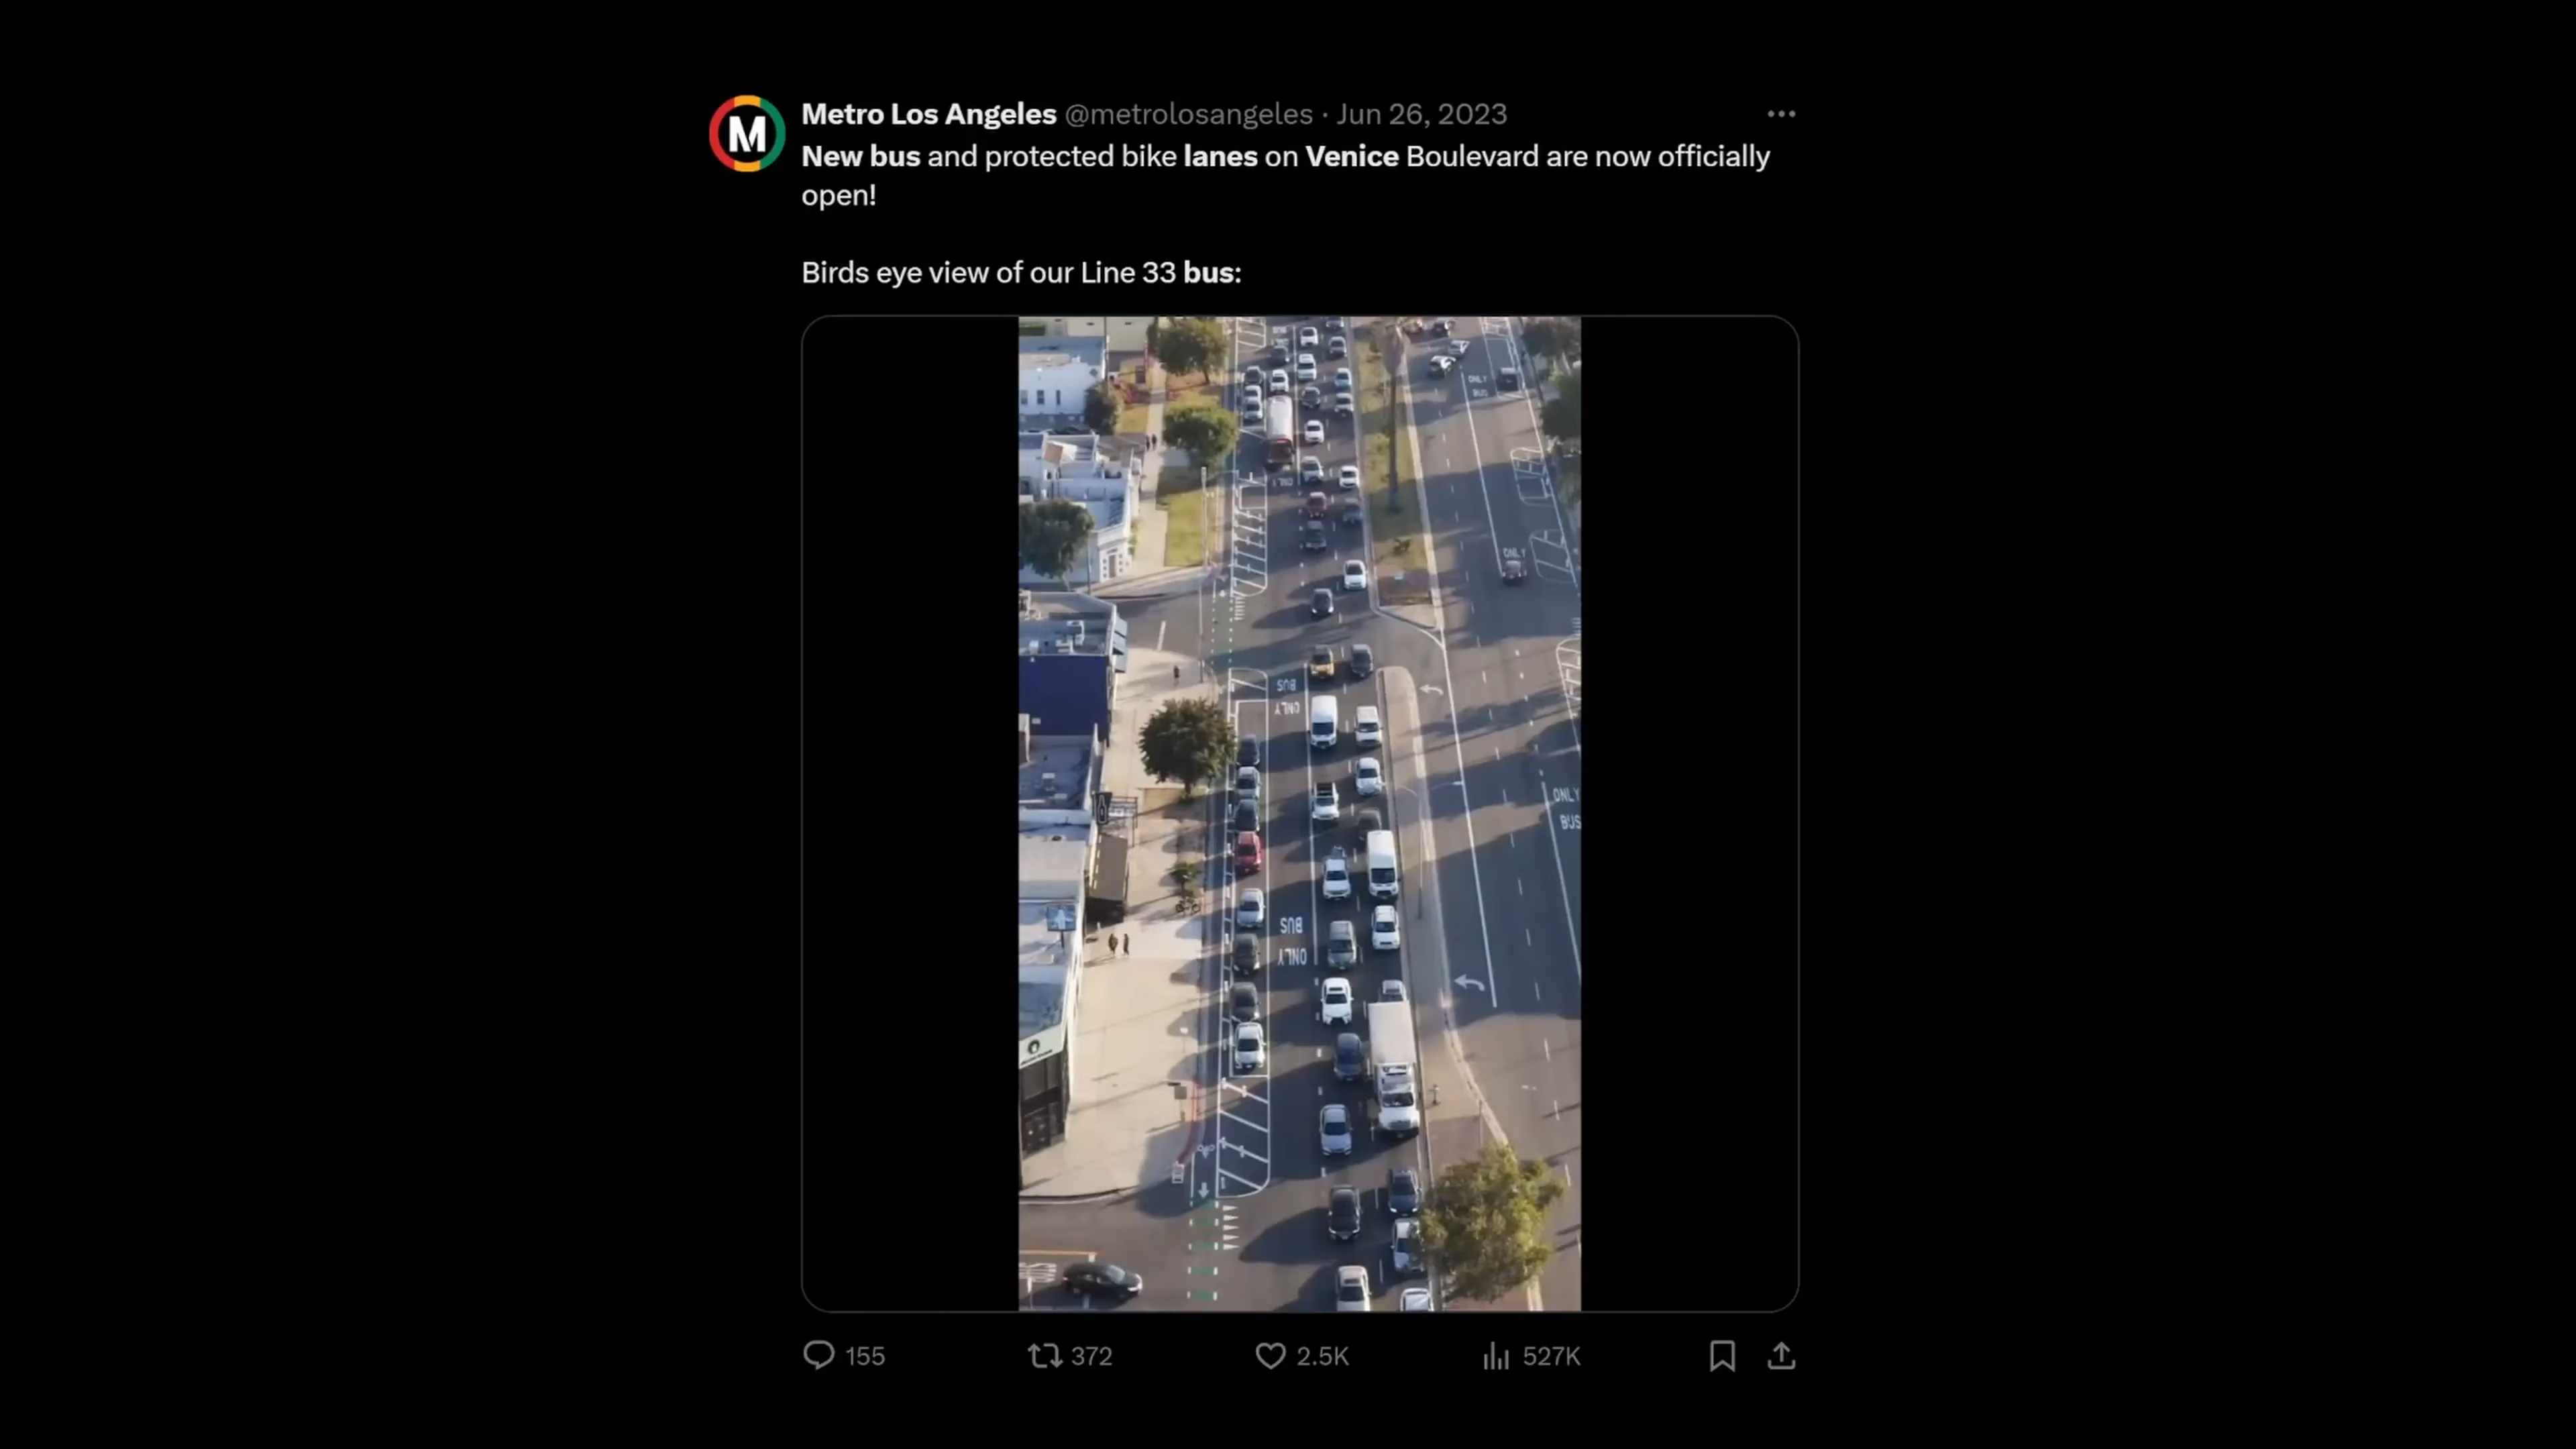 M
Metro Los Angeles @metrolosangeles · Jun 26, 2023
New bus and protected bike lanes on Venice Boulevard are now officially
open!
Birds eye view of our Line 33 bus:
ONLY
BUS
ONLY
ONLY
BUS
ONLY
ONLY
BUS
BUS
ONLY
155 372 2.5K 527K